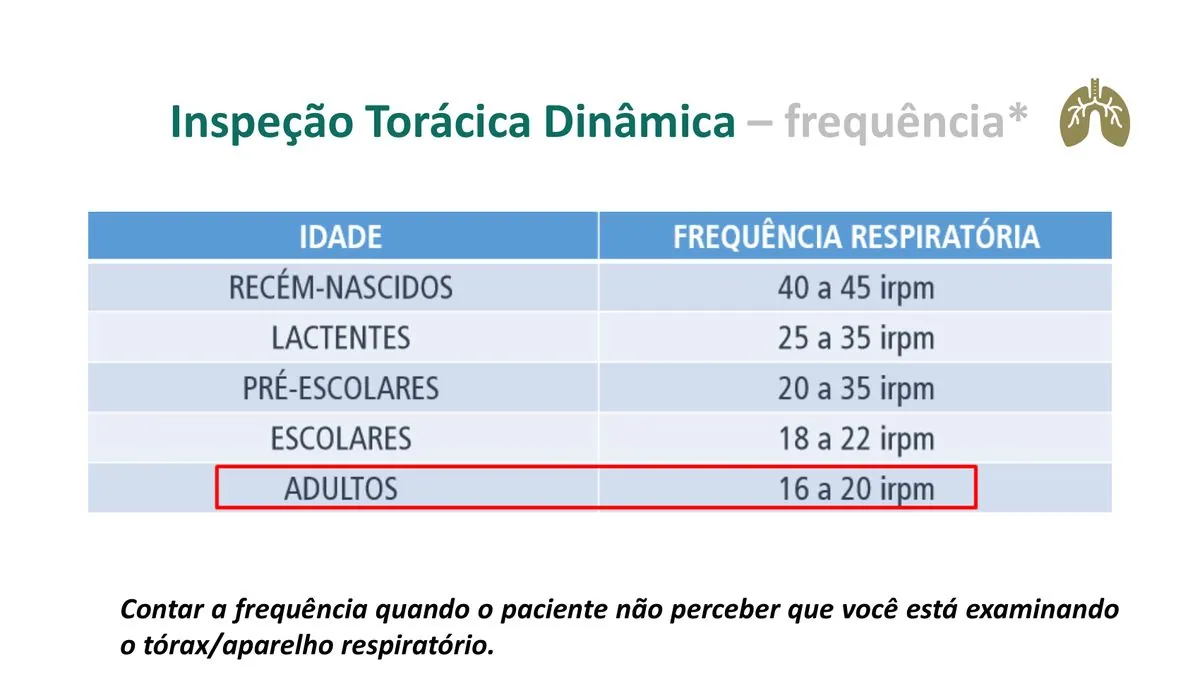 Inspeção Torácica Dinâmica – frequência*
IDADE FREQUÊNCIA RESPIRATÓRIA
RECÉM-NASCIDOS 40 a 45 irpm
LACTENTES 25 a 35 irpm
PRÉ-ESCOLARES 20 a 35 irpm
ESCOLARES 18 a 22 irpm
ADULTOS 16 a 20 irpm
Contar a frequência quando o paciente não perceber que você está examinando
o tórax/aparelho respiratório.